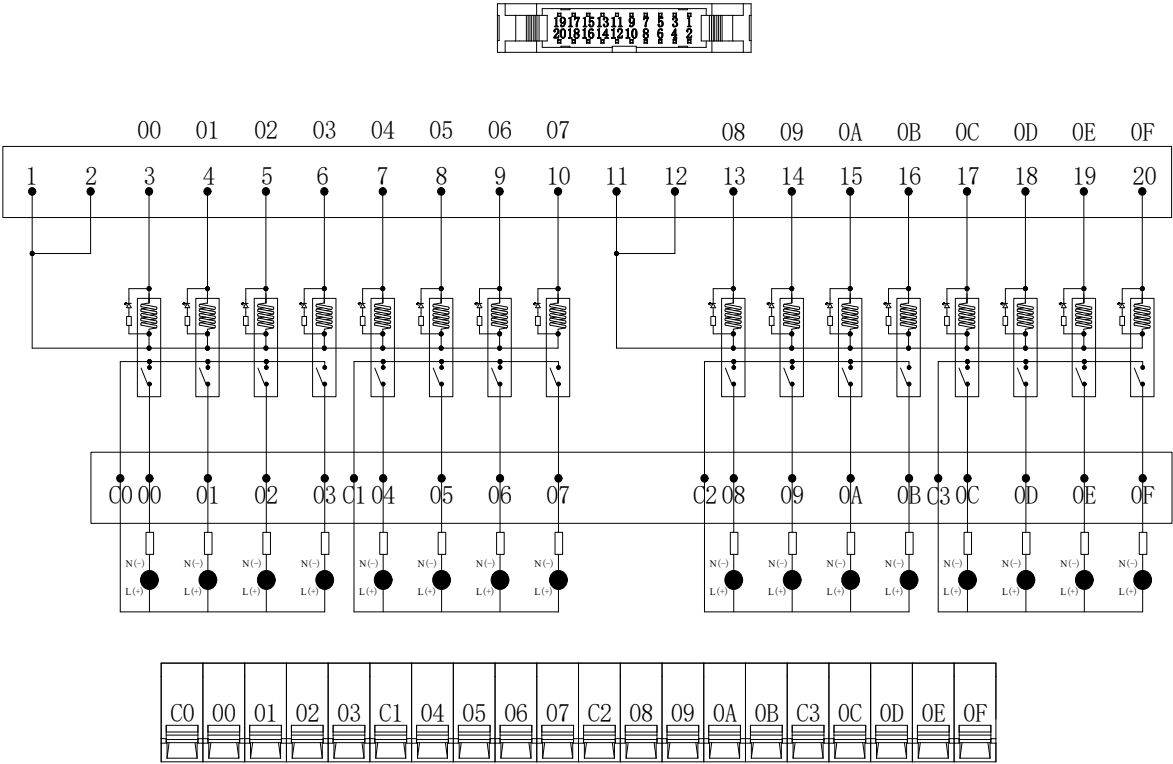 19 17 15 13 11 9 7 5 3 1
20 18 16 14 12 10 8 6 4 2
00 01 02 03 04 05 06 07 08 09 0A 0B 0C 0D 0E 0F
1 2 3 4 5 6 7 8 9 10 11 12 13 14 15 16 17 18 19 20
C0 00 01 02 03 C1 04 05 06 07 C2 08 09 0A 0B C3 0C 0D 0E 0F
N(-) N(-) N(-) N(-) N(-) N(-) N(-) N(-) N(-) N(-) N(-) N(-) N(-) N(-) N(-) N(-)
L(+) L(+) L(+) L(+) L(+) L(+) L(+) L(+) L(+) L(+) L(+) L(+) L(+) L(+) L(+) L(+)
C0 00 01 02 03 C1 04 05 06 07 C2 08 09 0A 0B C3 0C 0D 0E 0F